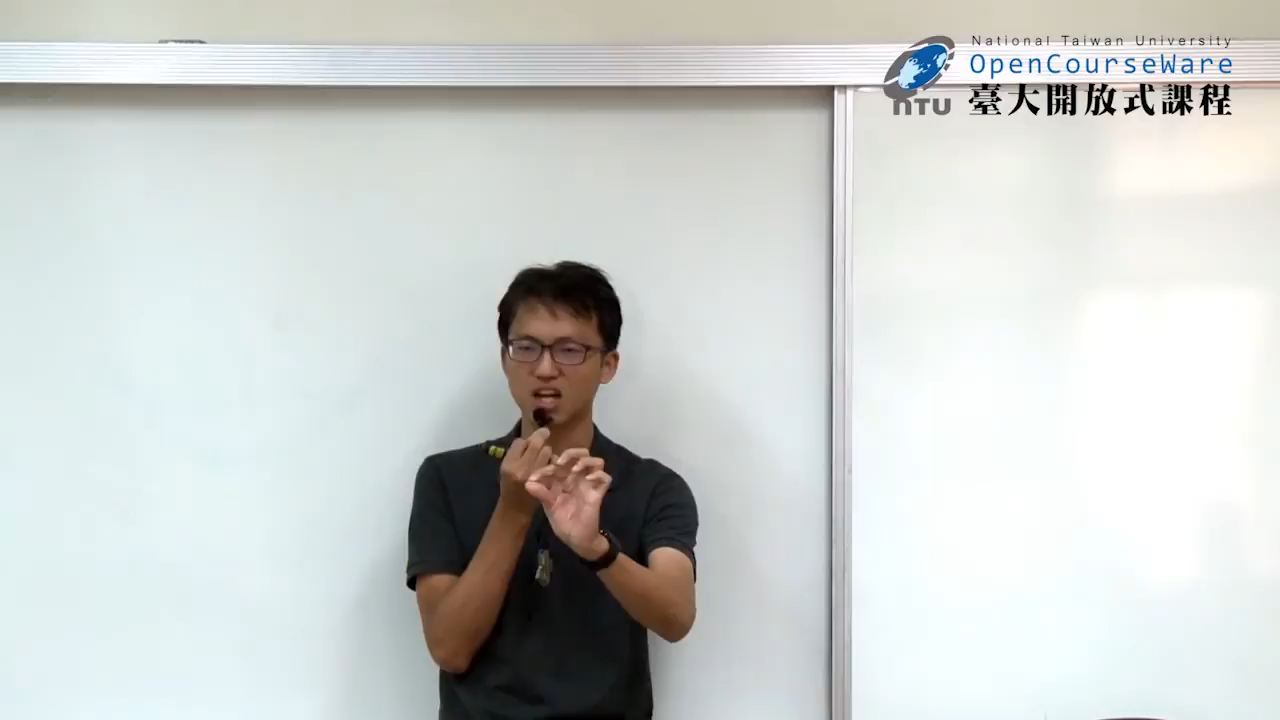 National Taiwan University
OpenCourseWare
臺大開放式課程
NTU